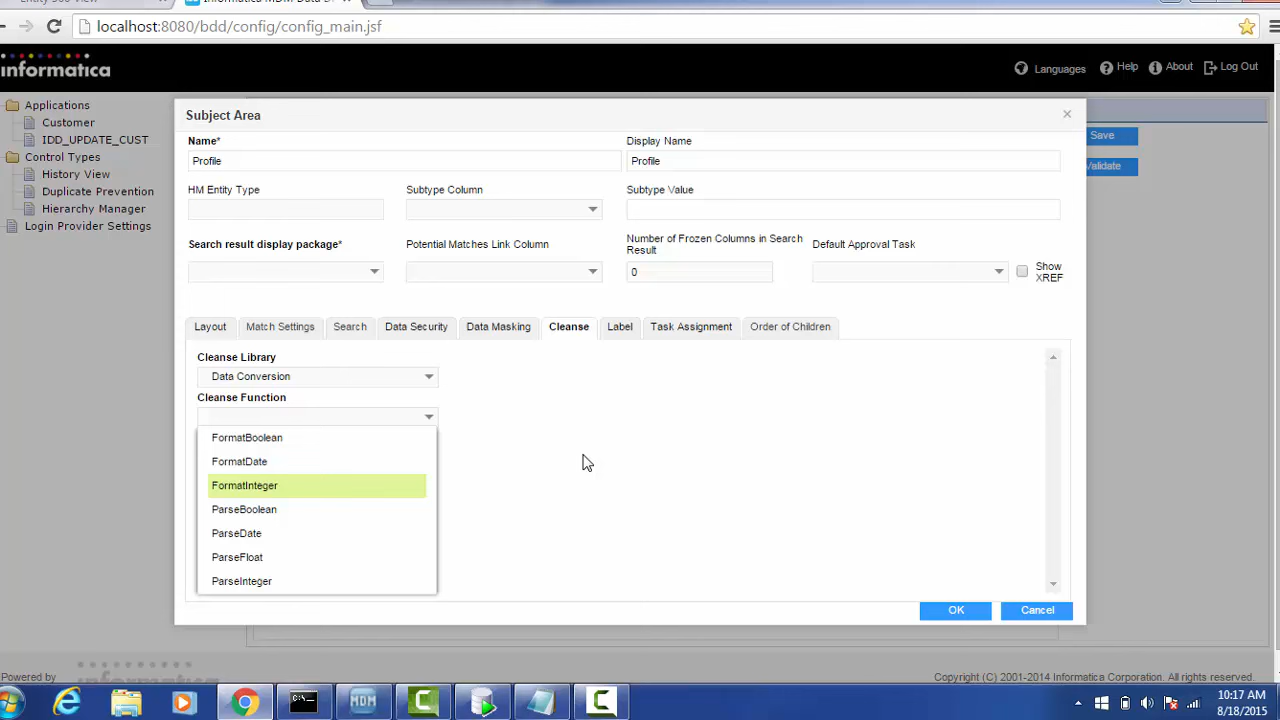 Informatica MDM Data D
localhost:8080/bdd/config/config_main.jsf
informatica
Languages
Help
About
Log Out
Applications
Customer
IDD_UPDATE_CUST
Control Types
History View
Duplicate Prevention
Hierarchy Manager
Login Provider Settings
Save
Validate
Subject Area
Name*
Display Name
Profile
Profile
HM Entity Type
Subtype Column
Subtype Value
Search result display package*
Potential Matches Link Column
Number of Frozen Columns in Search
Result
Default Approval Task
0
Show
XREF
Layout
Match Settings
Search
Data Security
Data Masking
Cleanse
Label
Task Assignment
Order of Children
Cleanse Library
Data Conversion
Cleanse Function
FormatBoolean
FormatDate
FormatInteger
ParseBoolean
ParseDate
ParseFloat
ParseInteger
OK
Cancel
Powered by
Copyright (C) 2001-2014 Informatica Corporation. All rights reserved.
MDM
10:17 AM
8/18/2015